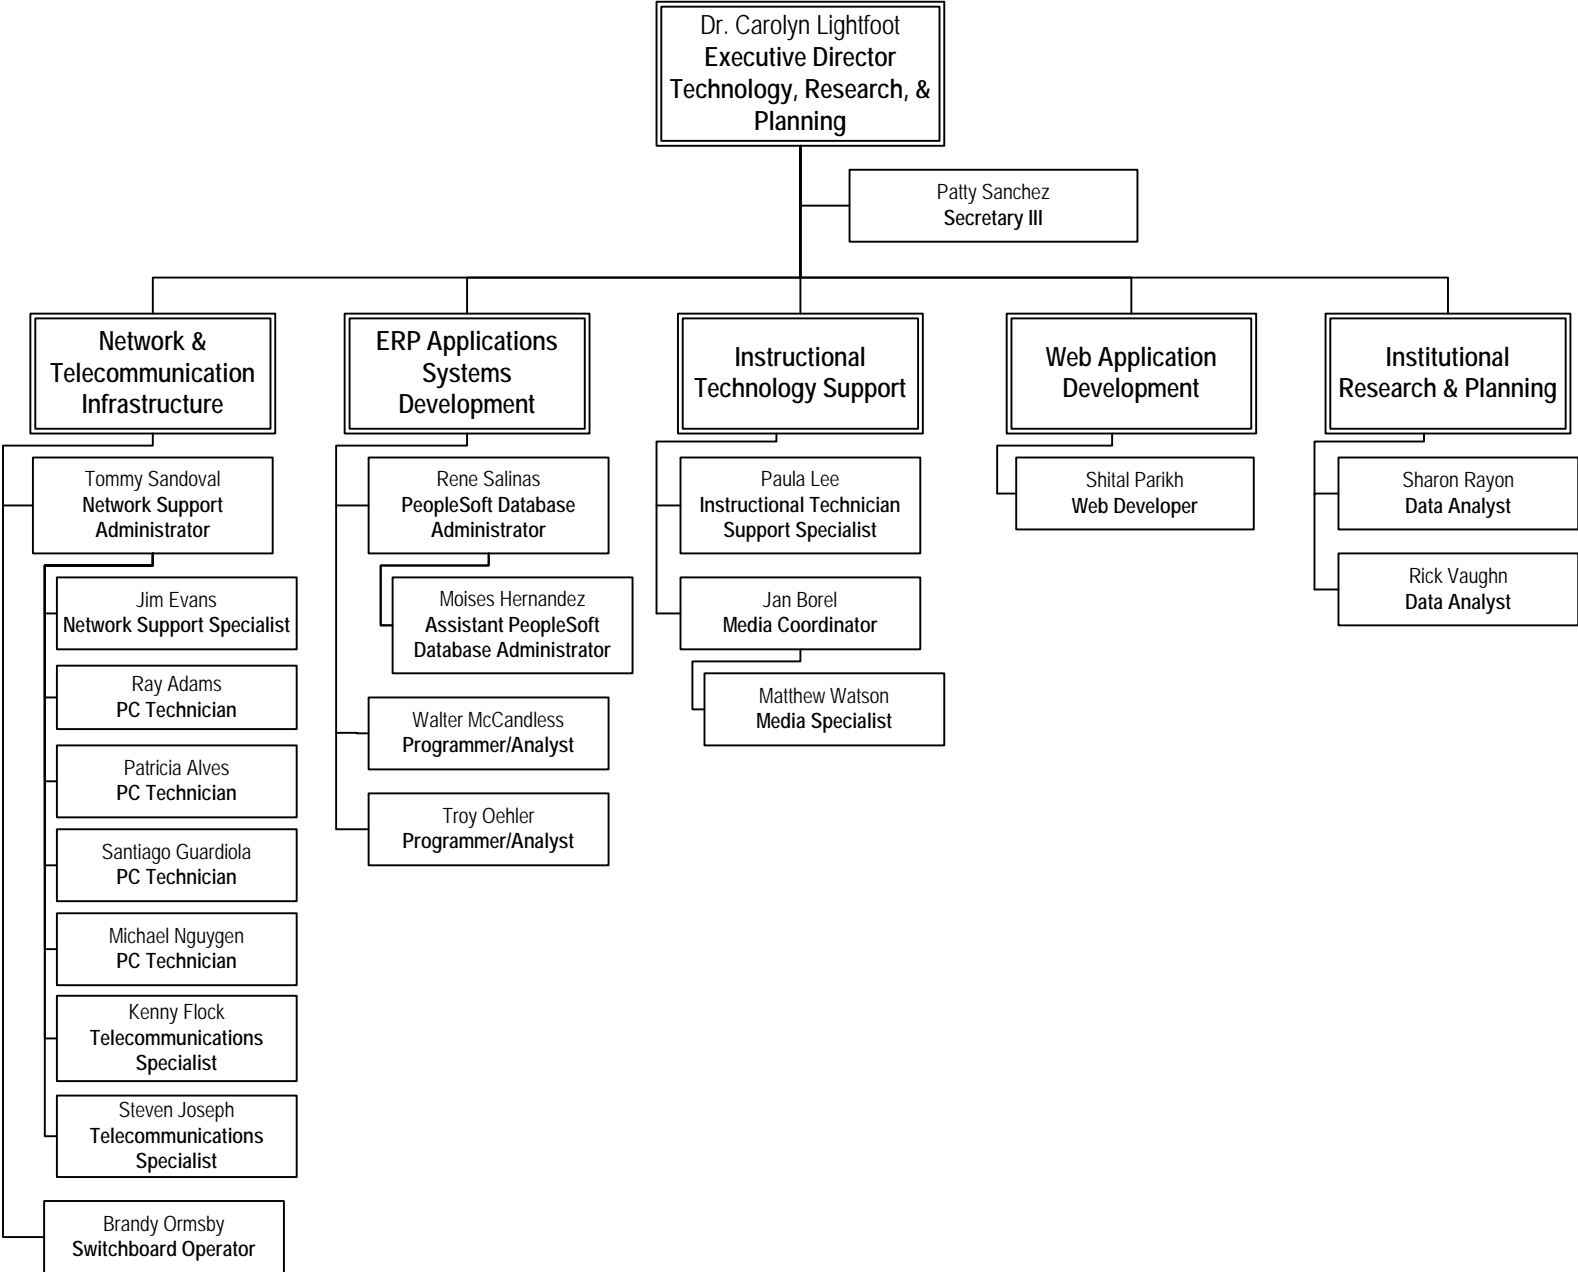 Dr. Carolyn Lightfoot
Executive Director
Technology, Research, &
Planning
Patty Sanchez
Secretary III
Network &
Telecommunication
Infrastructure
Tommy Sandoval
Network Support
Administrator
Jim Evans
Network Support Specialist
Ray Adams
PC Technician
Patricia Alves
PC Technician
Santiago Guardiola
PC Technician
Michael Nguygen
PC Technician
Kenny Flock
Telecommunications
Specialist
Steven Joseph
Telecommunications
Specialist
Brandy Ormsby
Switchboard Operator
ERP Applications
Systems
Development
Rene Salinas
PeopleSoft Database
Administrator
Moises Hernandez
Assistant PeopleSoft
Database Administrator
Walter McCandless
Programmer/Analyst
Troy Oehler
Programmer/Analyst
Instructional
Technology Support
Paula Lee
Instructional Technician
Support Specialist
Jan Borel
Media Coordinator
Matthew Watson
Media Specialist
Web Application
Development
Shital Parikh
Web Developer
Institutional
Research & Planning
Sharon Rayon
Data Analyst
Rick Vaughn
Data Analyst